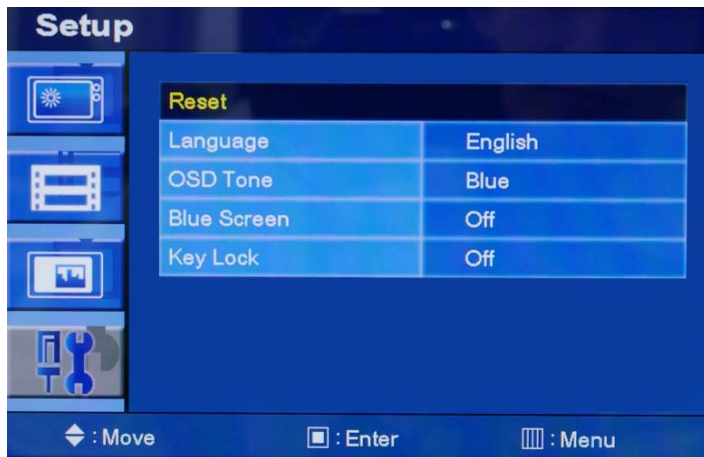 Setup
Reset
Language English
OSD Tone Blue
Blue Screen Off
Key Lock Off
: Move : Enter : Menu